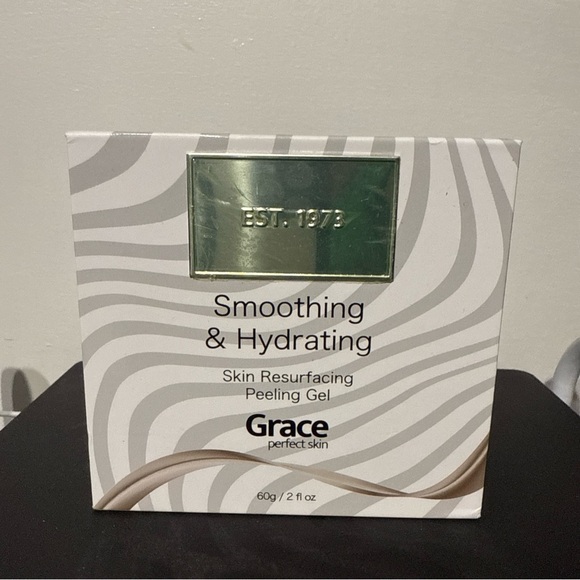 EST. 1973
Smoothing
& Hydrating
Skin Resurfacing
Peeling Gel
Grace
perfect skin
60g / 2 fl oz